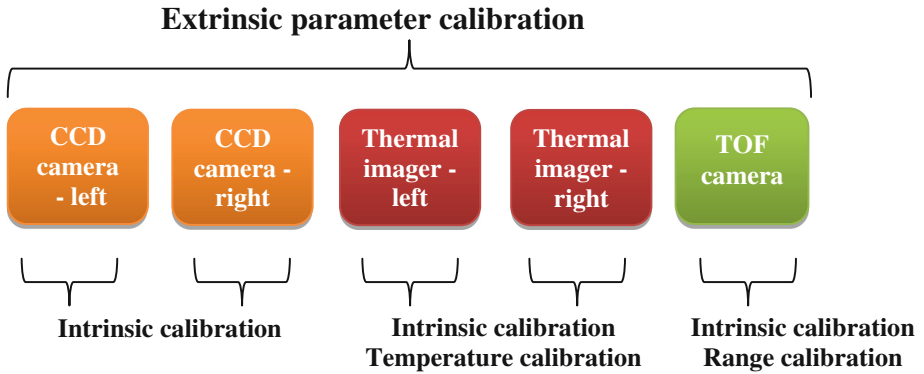 Extrinsic parameter calibration
CCD
camera
- left
CCD
camera -
right
Thermal
imager -
left
Thermal
imager -
right
TOF
camera
Intrinsic calibration
Intrinsic calibration
Temperature calibration
Intrinsic calibration
Range calibration